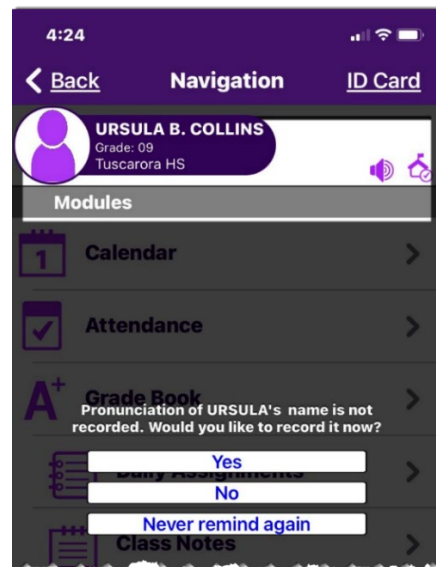 4:24
Back Navigation ID Card
URSULA B. COLLINS
Grade: 09
Tuscarora HS
Modules
1 Calendar
Attendance
A+ Grade Book
Pronunciation of URSULA's name is not
recorded. Would you like to record it now?
Yes
Daily Assignments
No
Never remind again
Class Notes